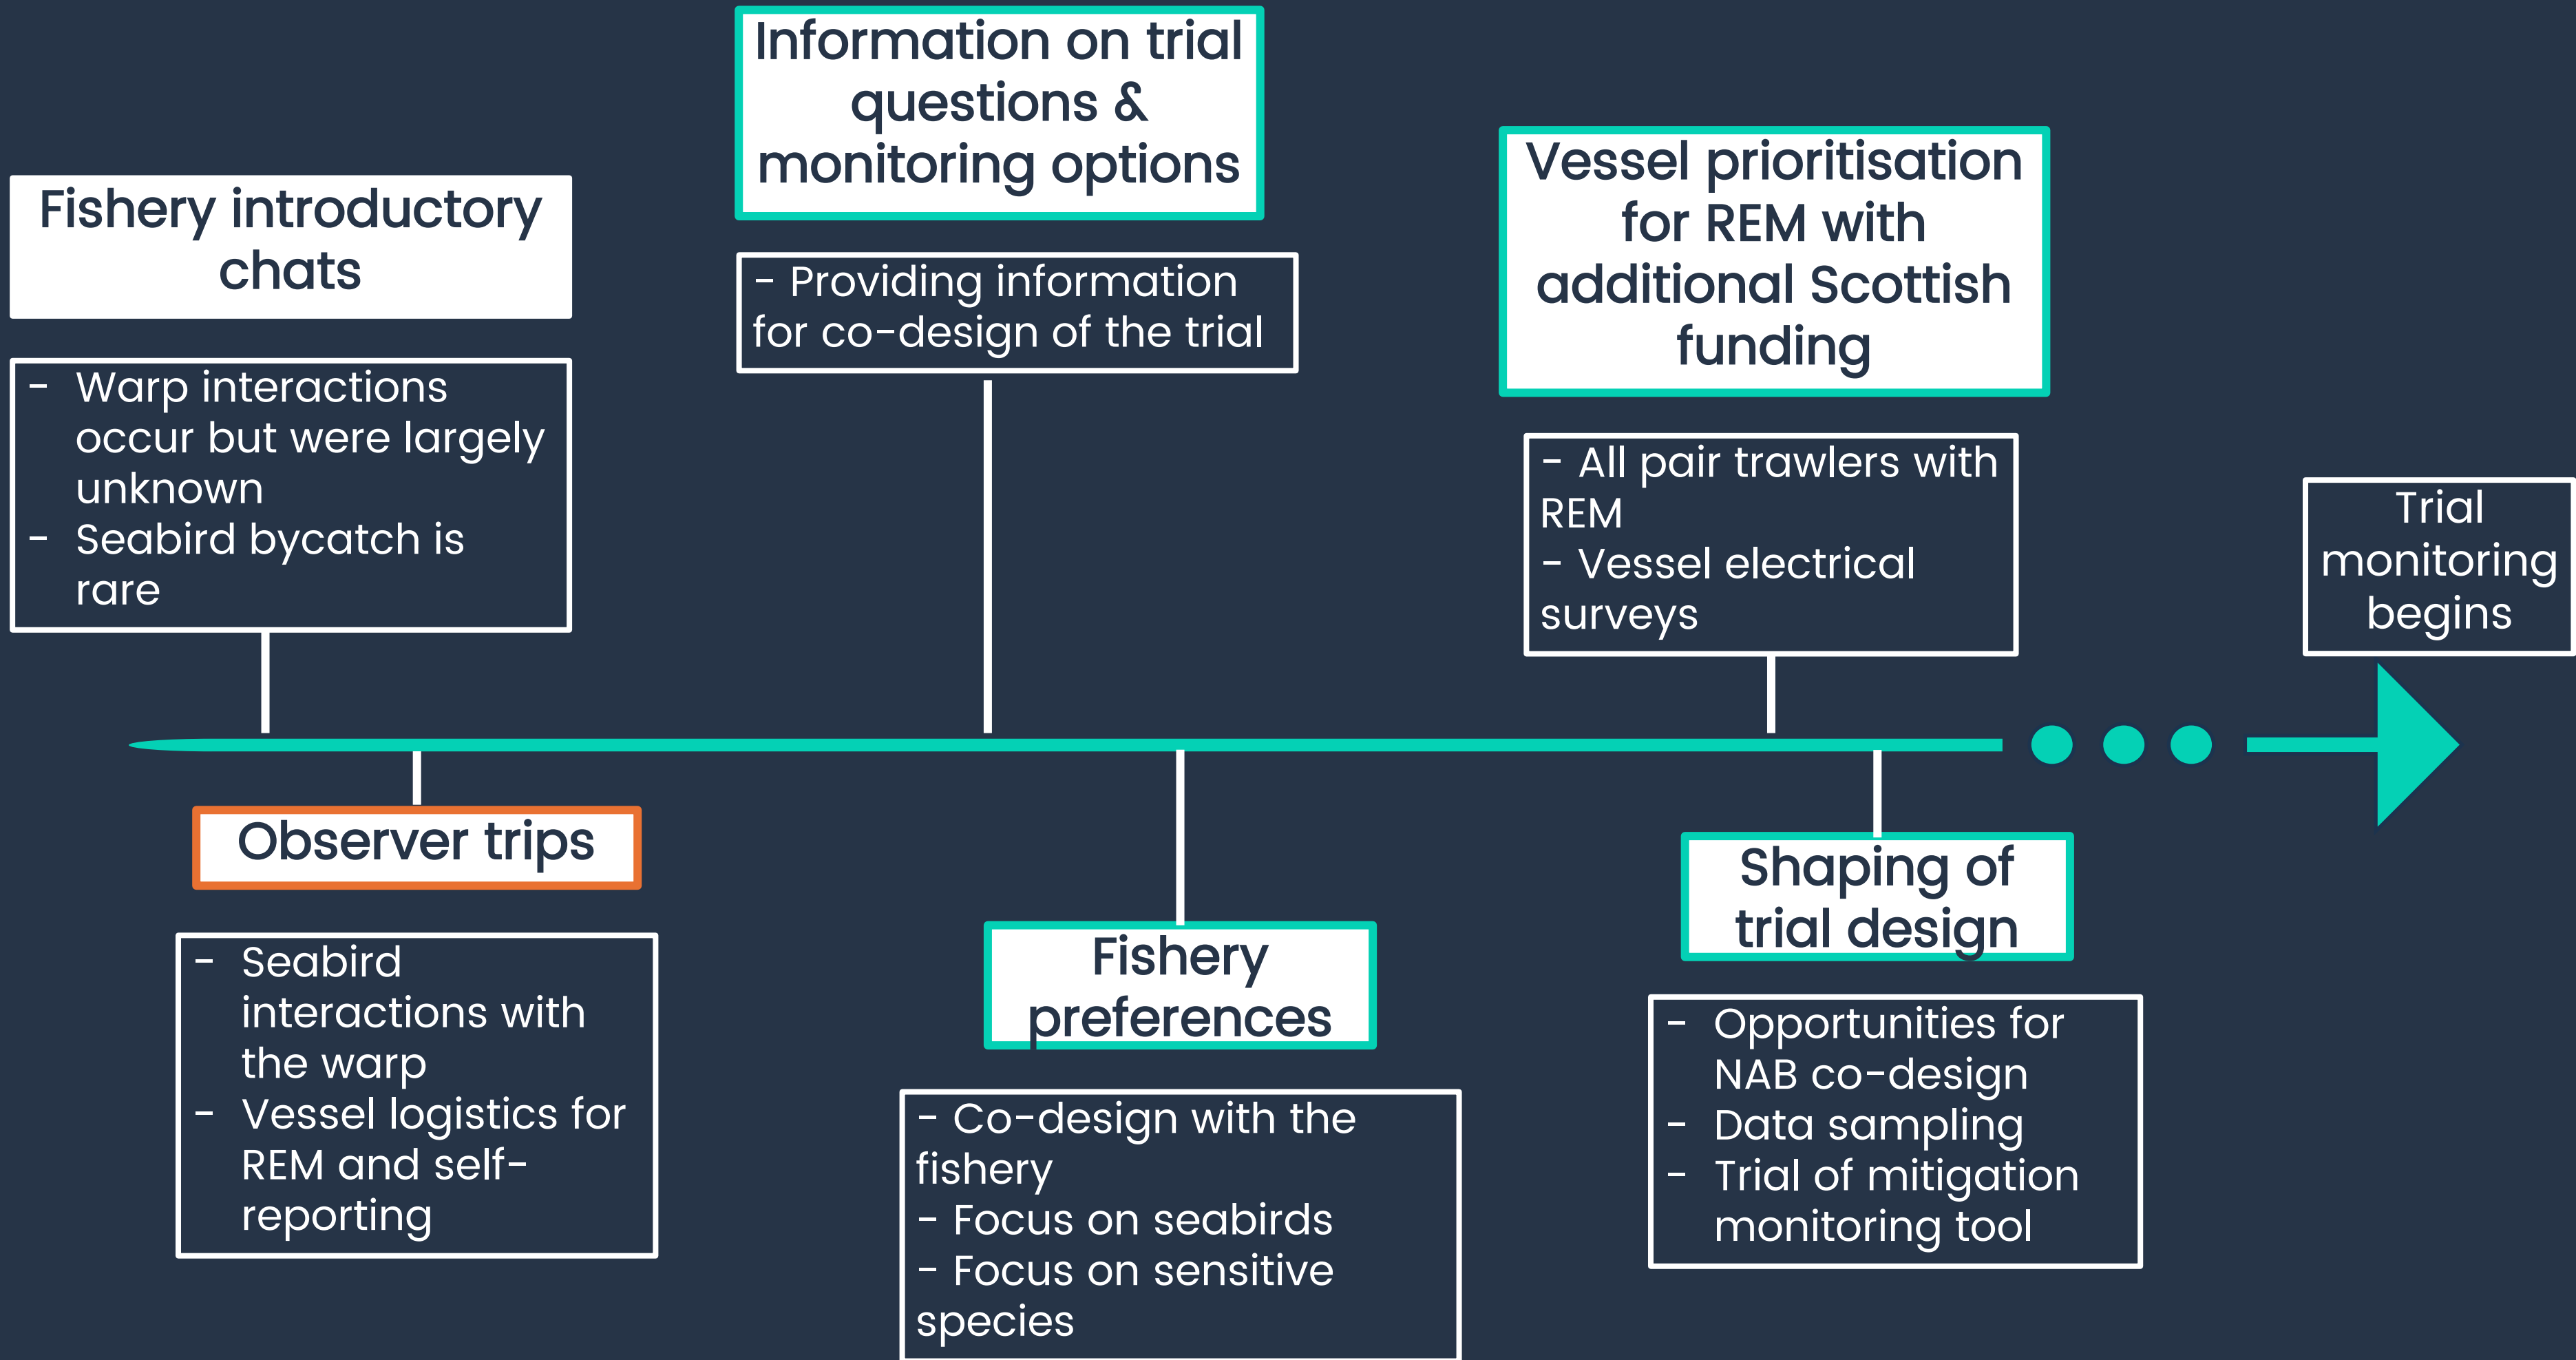 Fishery introductory
chats
- Warp interactions
occur but were largely
unknown
- Seabird bycatch is
rare
Observer trips
- Seabird
interactions with
the warp
- Vessel logistics for
REM and self-
reporting
Information on trial
questions &
monitoring options
- Providing information
for co-design of the trial
Fishery
preferences
- Co-design with the
fishery
- Focus on seabirds
- Focus on sensitive
species
Vessel prioritisation
for REM with
additional Scottish
funding
- All pair trawlers with
REM
- Vessel electrical
surveys
Shaping of
trial design
- Opportunities for
NAB co-design
- Data sampling
- Trial of mitigation
monitoring tool
Trial
monitoring
begins